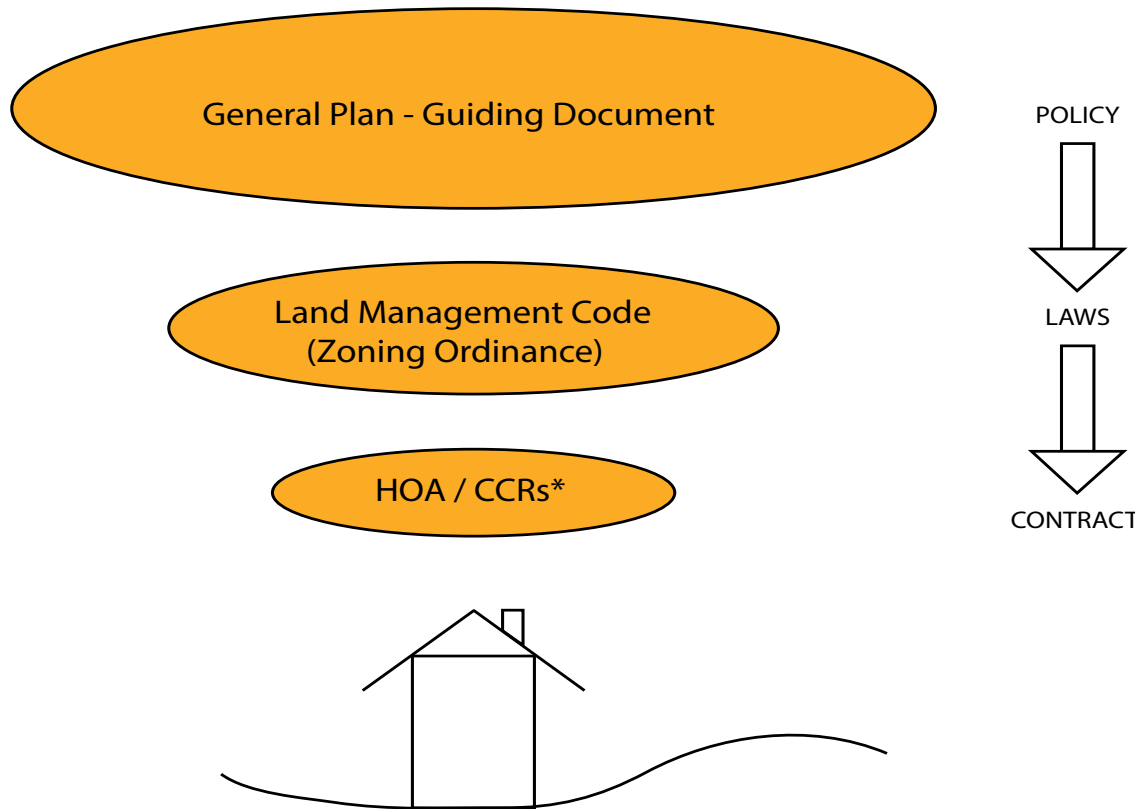 General Plan - Guiding Document
POLICY
Land Management Code
(Zoning Ordinance)
LAWS
HOA / CCRs*
CONTRACT